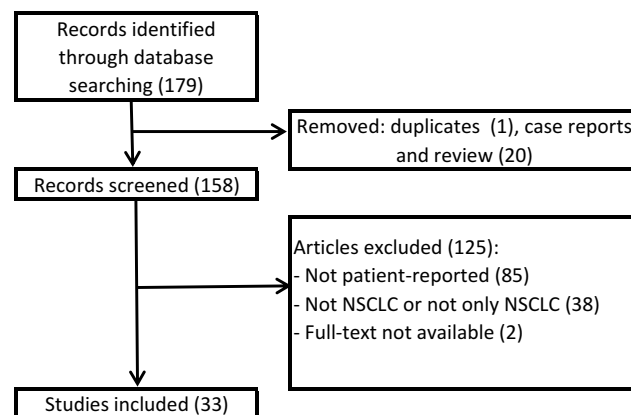 Records identified
through database
searching (179)
Removed: duplicates (1), case reports
and review (20)
Records screened (158)
Articles excluded (125):
- Not patient-reported (85)
- Not NSCLC or not only NSCLC (38)
- Full-text not available (2)
Studies included (33)